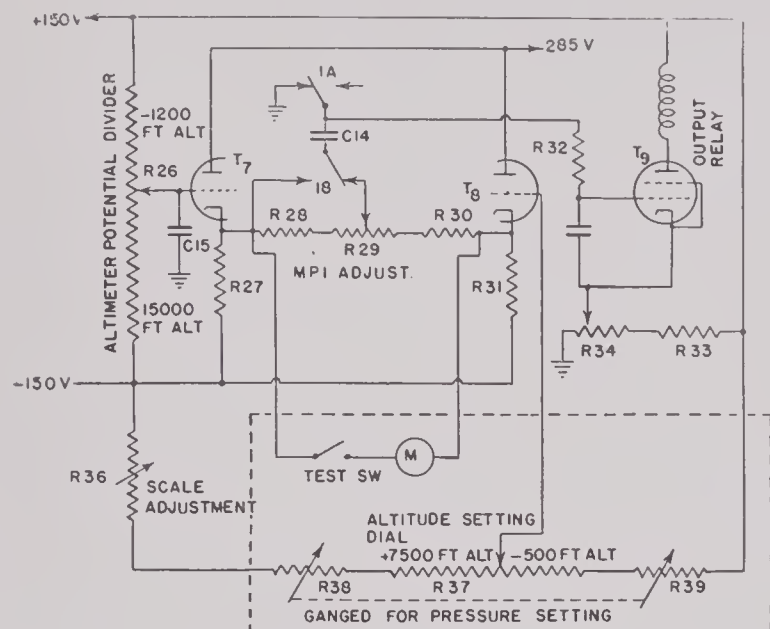 +150V
285V
1A
-1200
FT ALT
C14
ALTIMETER POTENTIAL DIVIDER
R26
T7
18
R32
T9
OUTPUT
RELAY
T8
R28
R29
R30
C15
MPI ADJUST.
R27
R31
15000
FT ALT
R34
R33
-150V
TEST SW
M
R36
SCALE
ADJUSTMENT
ALTITUDE SETTING
DIAL
+7500 FT ALT
-500 FT ALT
R38
R37
R39
GANGED FOR PRESSURE SETTING